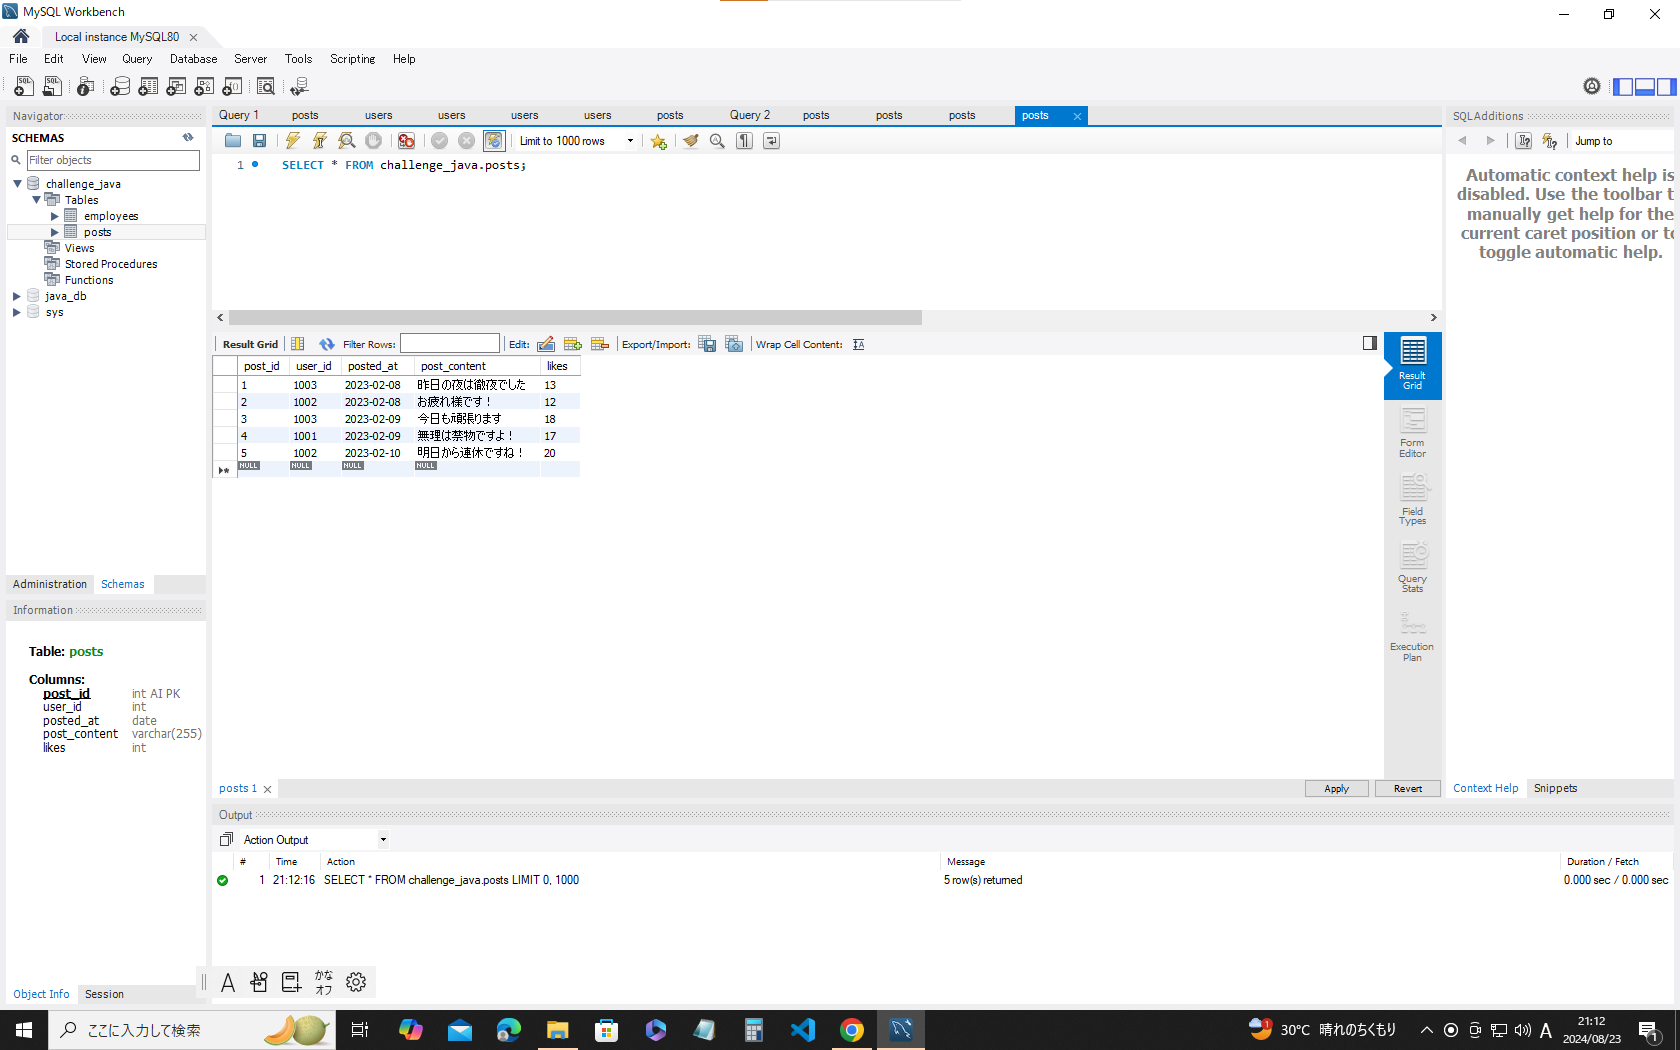 MySQL Workbench
Local instance MySQL80
File Edit View Query Database Server Tools Scripting Help
Navigator
SCHEMAS
Filter objects
challenge_java
Tables
employees
posts
Views
Stored Procedures
Functions
java_db
sys
Administration Schemas
Information
Table: posts
Columns:
post_id int AI PK
user_id int
posted_at date
post_content varchar(255)
likes int
Object Info Session
Query 1 posts users users users users posts Query 2 posts posts posts posts
Limit to 1000 rows
1 SELECT * FROM challenge_java.posts;
Result Grid Filter Rows: Edit: Export/Import: Wrap Cell Content:
post_id user_id posted_at post_content likes
1 1003 2023-02-08 昨日の夜は徹夜でした 13
2 1002 2023-02-08 お疲れ様です！ 12
3 1003 2023-02-09 今日も頑張ります 18
4 1001 2023-02-09 無理は禁物ですよ！ 17
5 1002 2023-02-10 明日から連休ですね！ 20
NULL NULL NULL NULL
Result Grid
Form Editor
Field Types
Query Stats
Execution Plan
posts 1
Apply Revert
SQLAdditions
Jump to
Automatic context help is
disabled. Use the toolbar t
manually get help for the
current caret position or to
toggle automatic help.
Context Help Snippets
Output
Action Output
# Time Action Message Duration / Fetch
1 21:12:16 SELECT * FROM challenge_java.posts LIMIT 0, 1000 5 row(s) returned 0.000 sec / 0.000 sec
A かな オフ
ここに入力して検索
1 30°C 晴れのちくもり A 21:12 2024/08/23 1